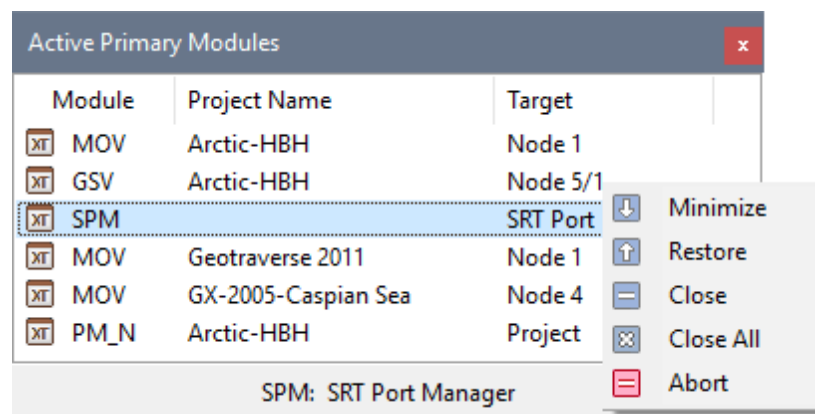 Active Primary Modules x
Module Project Name Target
XT MOV Arctic-HBH Node 1
XT GSV Arctic-HBH Node 5/1
XT SPM SRT Port
XT MOV Geotraverse 2011 Node 1
XT MOV GX-2005-Caspian Sea Node 4
XT PM_N Arctic-HBH Project
SPM: SRT Port Manager
Minimize
Restore
Close
Close All
Abort